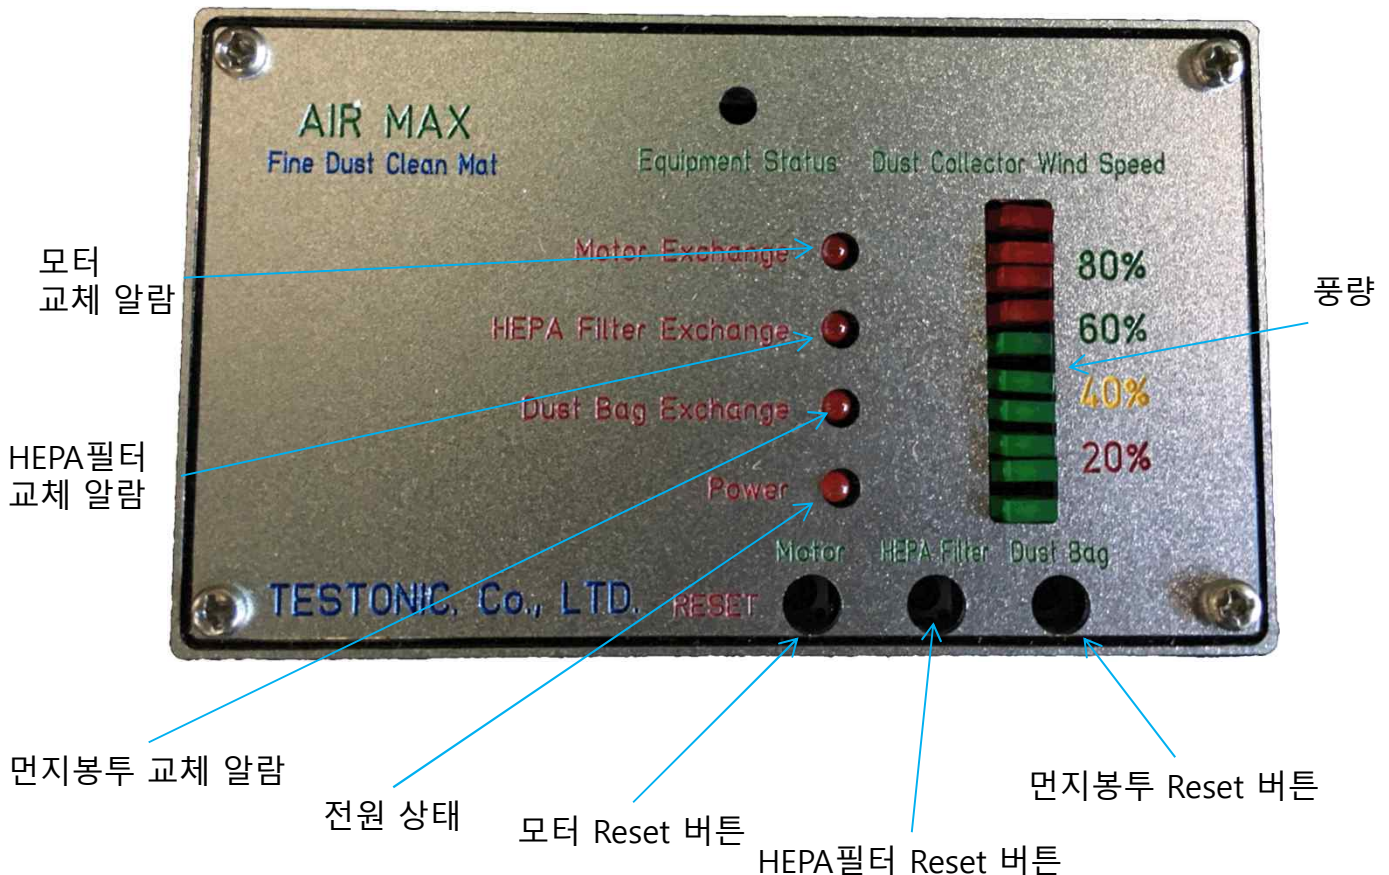 AIR MAX
Fine Dust Clean Mat
Equipment Status
Dust Collector Wind Speed
Motor Exchange
HEPA Filter Exchange
Dust Bag Exchange
Power
80%
60%
40%
20%
Motor
HEPA Filter
Dust Bag
TESTONIC. Co., LTD.
RESET
모터
교체 알람
HEPA필터
교체 알람
풍량
먼지봉투 교체 알람
전원 상태
모터 Reset 버튼
HEPA필터 Reset 버튼
먼지봉투 Reset 버튼